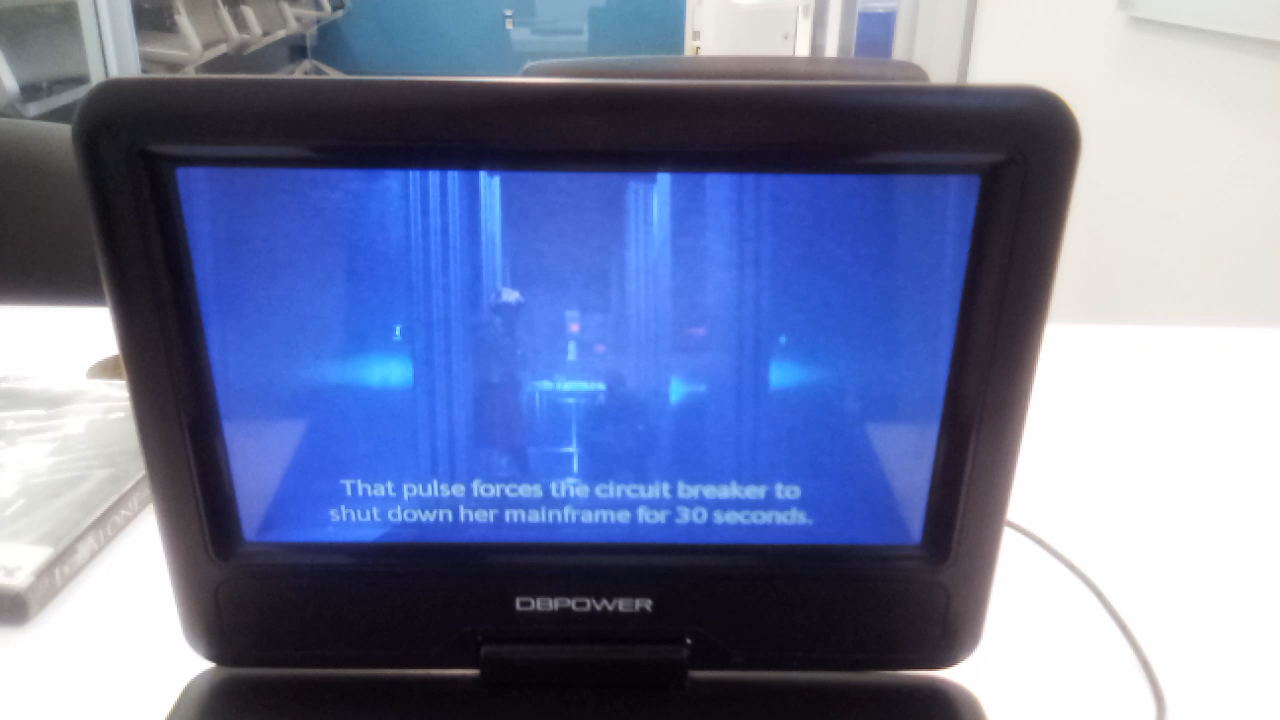 That pulse forces the circuit breaker to
shut down her mainframe for 30 seconds.
DBPOWER